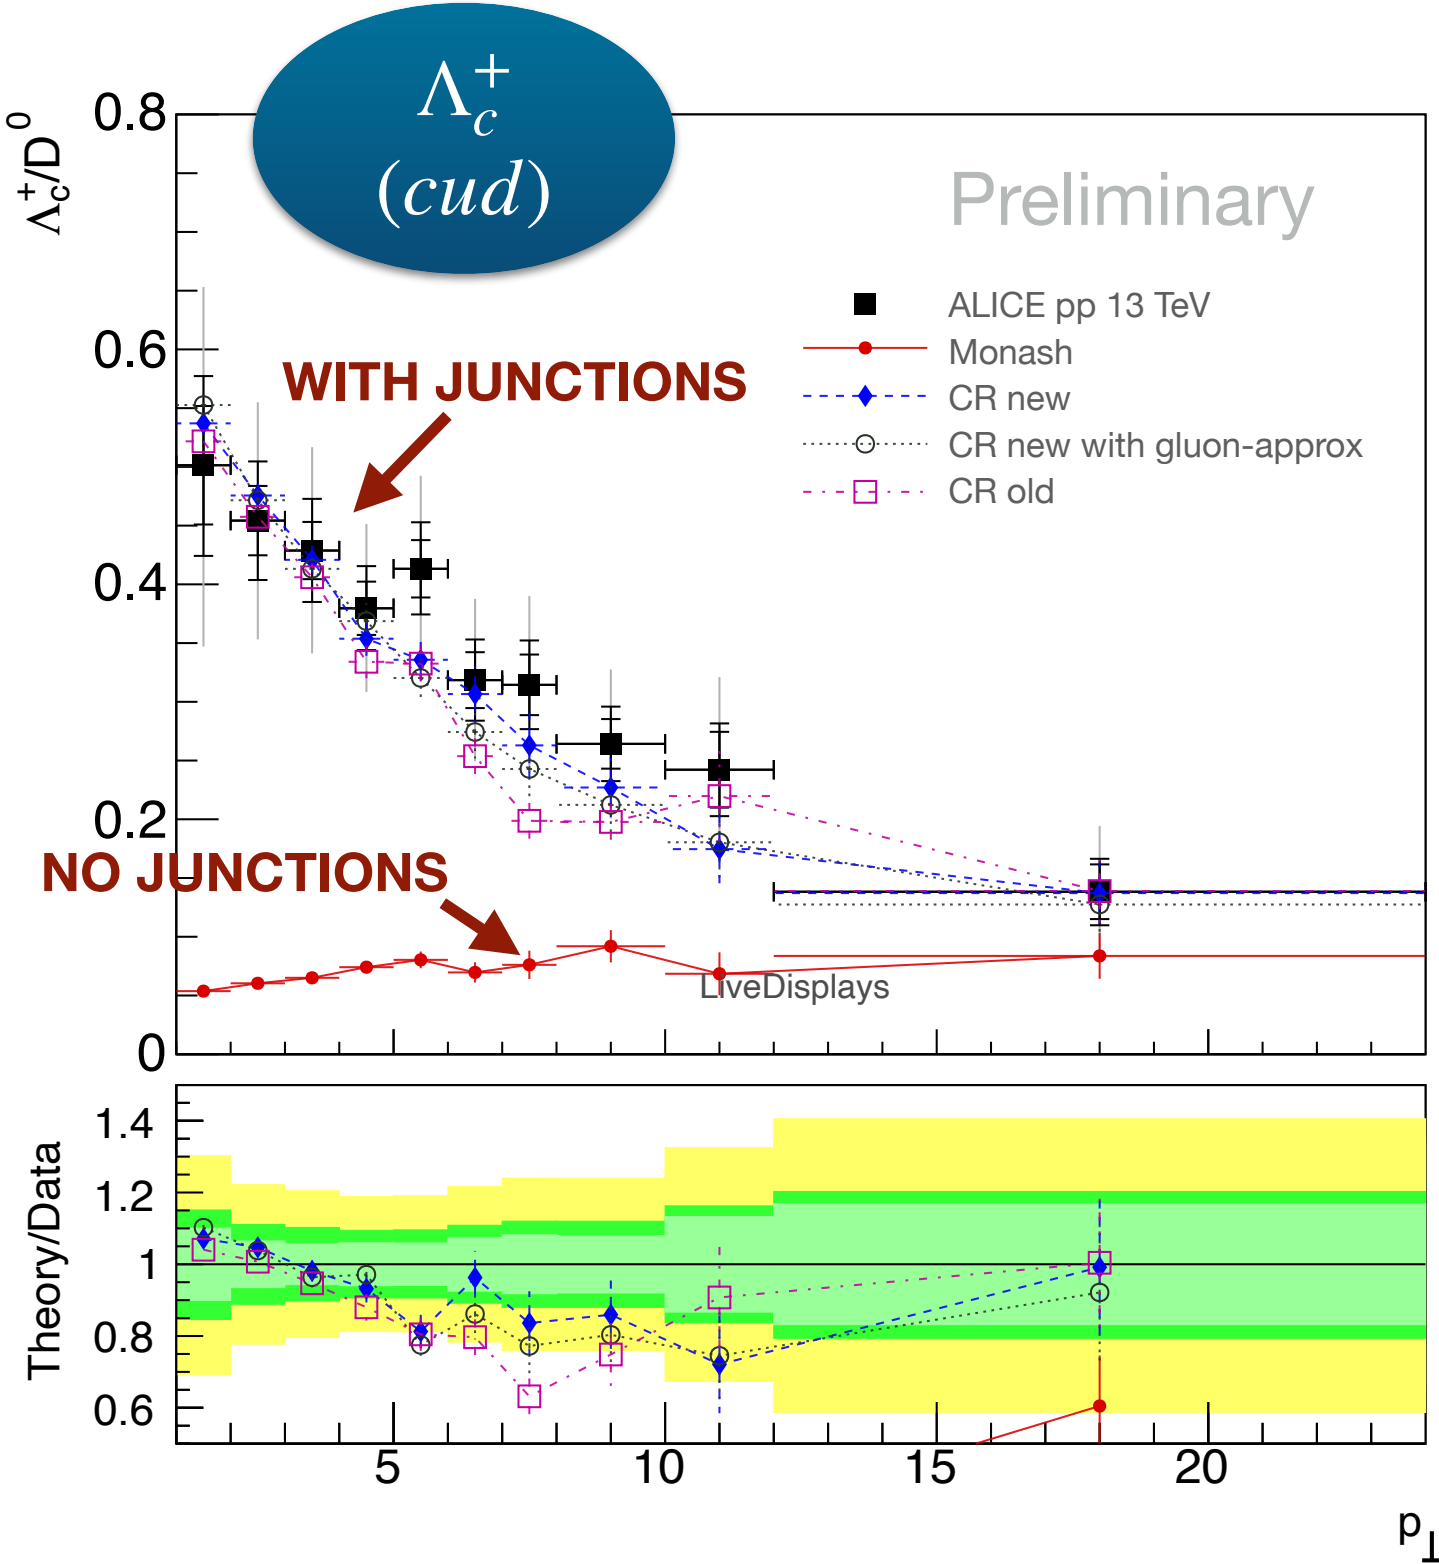 Λc+
(cud)
Λc+/D0
0.8
0.6
0.4
0.2
0
Preliminary
ALICE pp 13 TeV
Monash
CR new
CR new with gluon-approx
CR old
WITH JUNCTIONS
NO JUNCTIONS
LiveDisplays
Theory/Data
1.4
1.2
1
0.8
0.6
5
10
15
20
p⊥